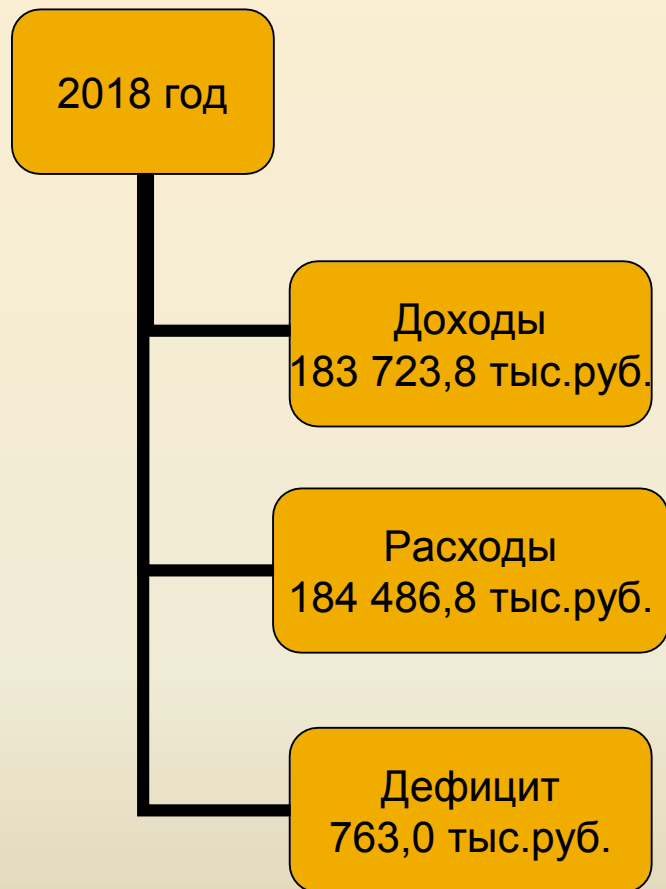 2018 год
Доходы
183 723,8 тыс.руб.
Расходы
184 486,8 тыс.руб.
Дефицит
763,0 тыс.руб.